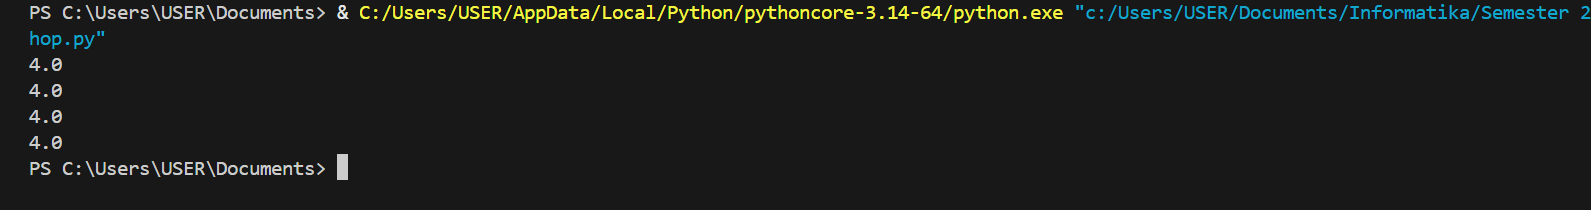 PS C:\Users\USER\Documents> & C:/Users/USER/AppData/Local/Python/pythoncore-3.14-64/python.exe "c:/Users/USER/Documents/Informatika/Semester 2
hop.py"
4.0
4.0
4.0
4.0
PS C:\Users\USER\Documents>